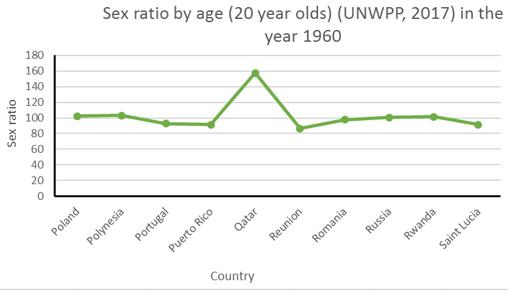 Sex ratio by age (20 year olds) (UNWPP, 2017) in the
year 1960
180
160
140
120
100
80
60
40
20
0
Sex ratio
Poland
Polynesia
Portugal
Puerto Rico
Qatar
Reunion
Romania
Russia
Rwanda
Saint Lucia
Country